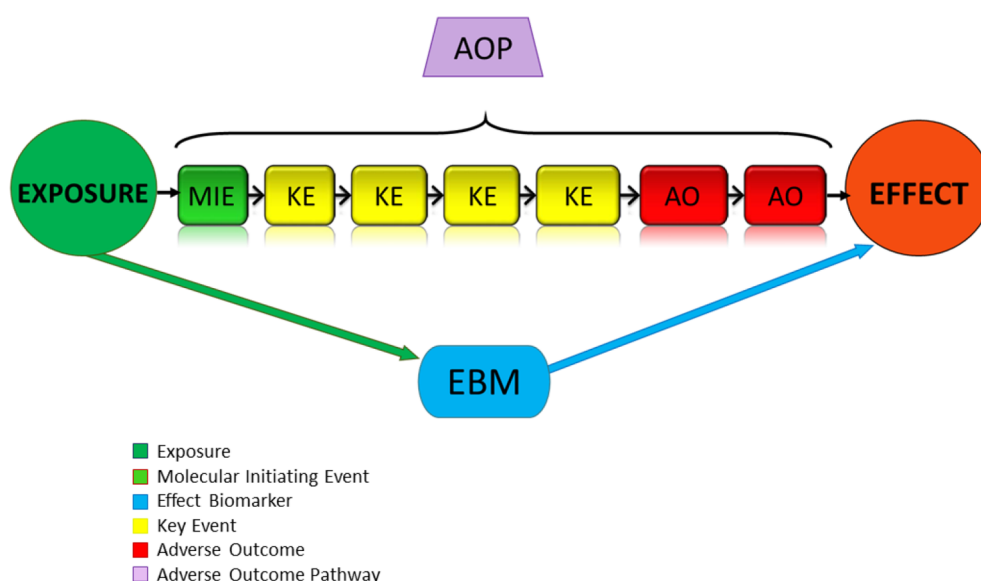 AOP
EXPOSURE
MIE
KE
KE
KE
KE
AO
AO
EFFECT
EBM
Exposure
Molecular Initiating Event
Effect Biomarker
Key Event
Adverse Outcome
Adverse Outcome Pathway